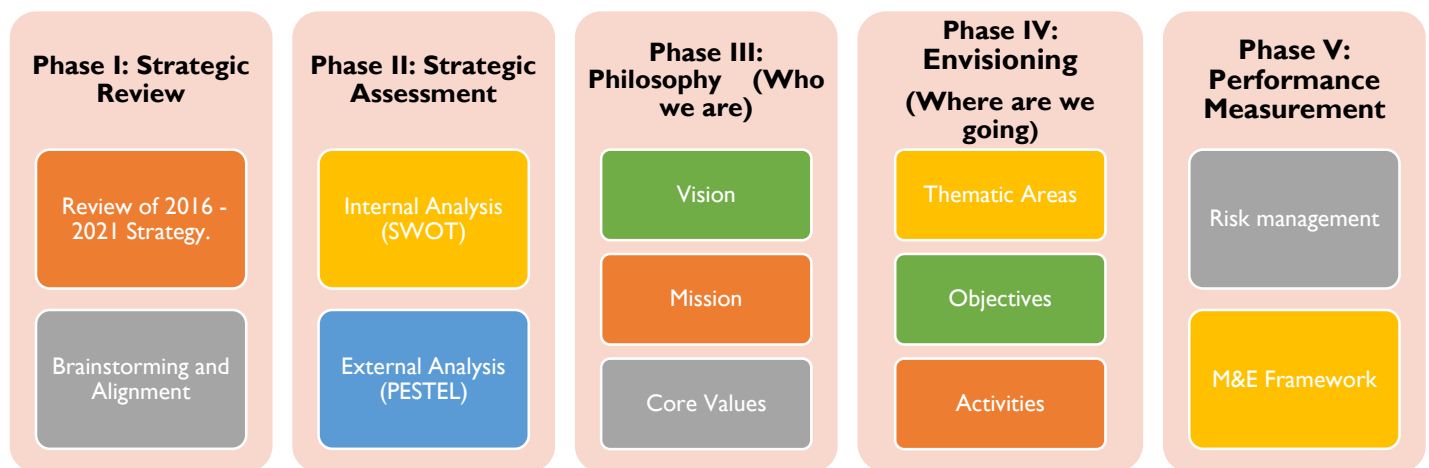 Phase I: Strategic
Review
Review of 2016 -
2021 Strategy.
Brainstorming and
Alignment
Phase II: Strategic
Assessment
Internal Analysis
(SWOT)
External Analysis
(PESTEL)
Phase III:
Philosophy (Who
we are)
Vision
Mission
Core Values
Phase IV:
Envisioning
(Where are we
going)
Thematic Areas
Objectives
Activities
Phase V:
Performance
Measurement
Risk management
M&E Framework